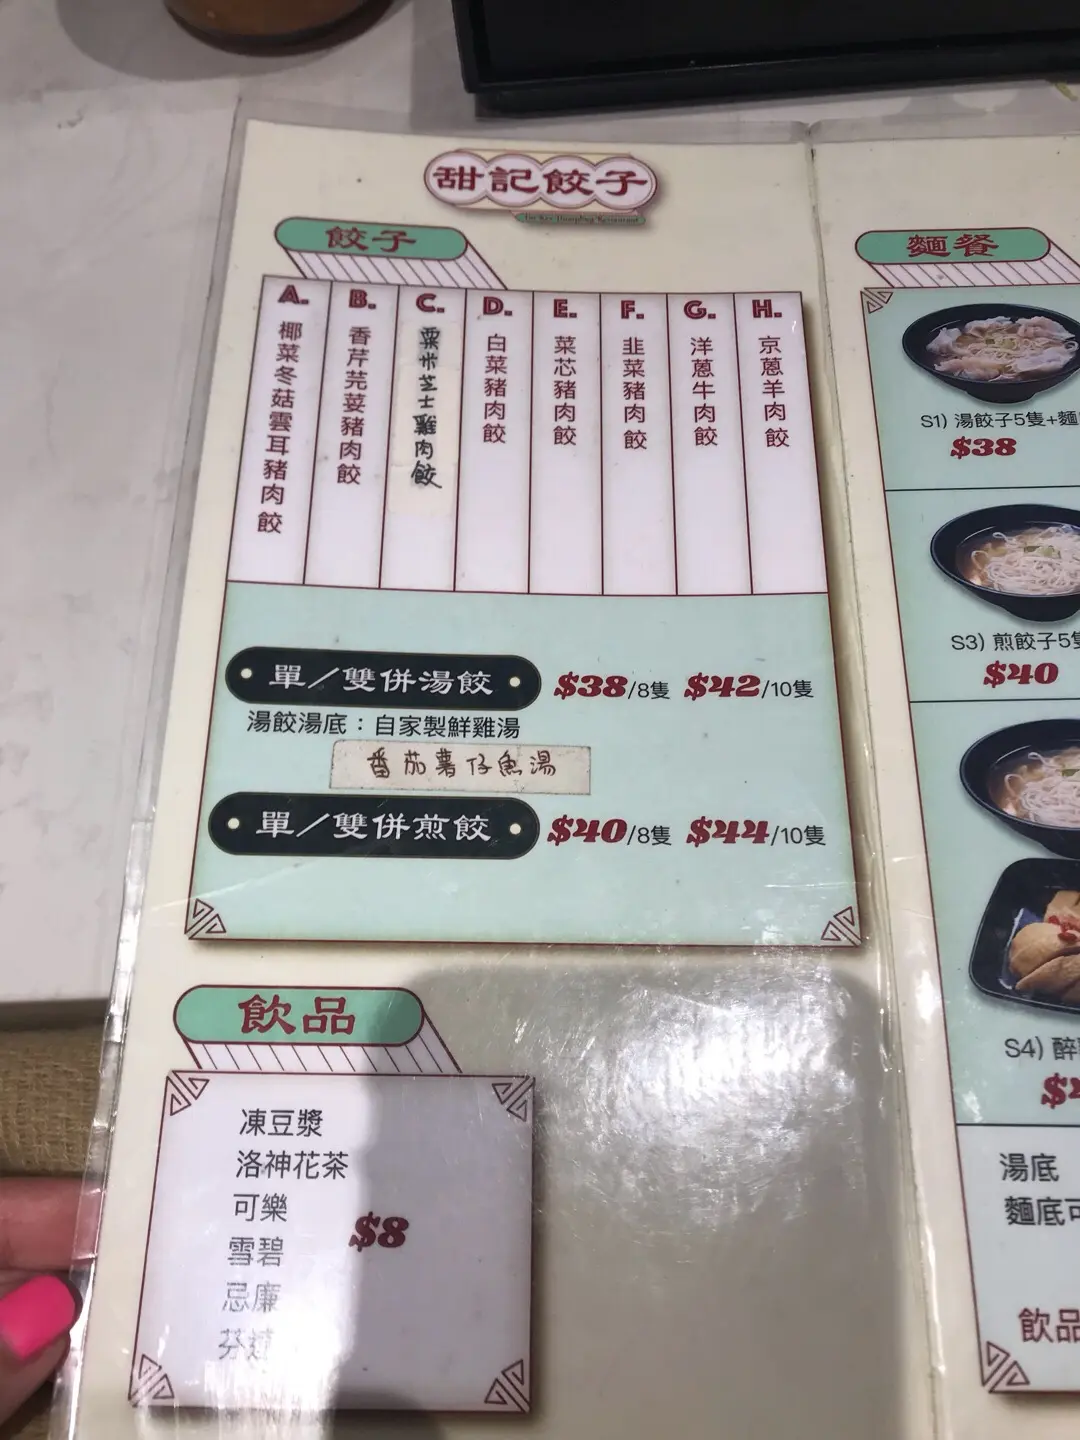 甜記餃子
餃子
A.
椰菜冬菇雲耳豬肉餃
B.
香芹芫荽豬肉餃
C.
粟米芝士雞肉餃
D.
白菜豬肉餃
E.
菜芯豬肉餃
F.
韭菜豬肉餃
G.
洋蔥牛肉餃
H.
京蔥羊肉餃
單／雙併湯餃 $38/8隻 $42/10隻
湯餃湯底：自家製鮮雞湯
番茄薯仔魚湯
單／雙併煎餃 $40/8隻 $44/10隻
飲品
凍豆漿
洛神花茶
可樂
$8
雪碧
忌廉
芬達
麵餐
S1) 湯餃子5隻+麵
$38
S3) 煎餃子5隻
$40
S4) 醉
湯底
麵底可
飲品